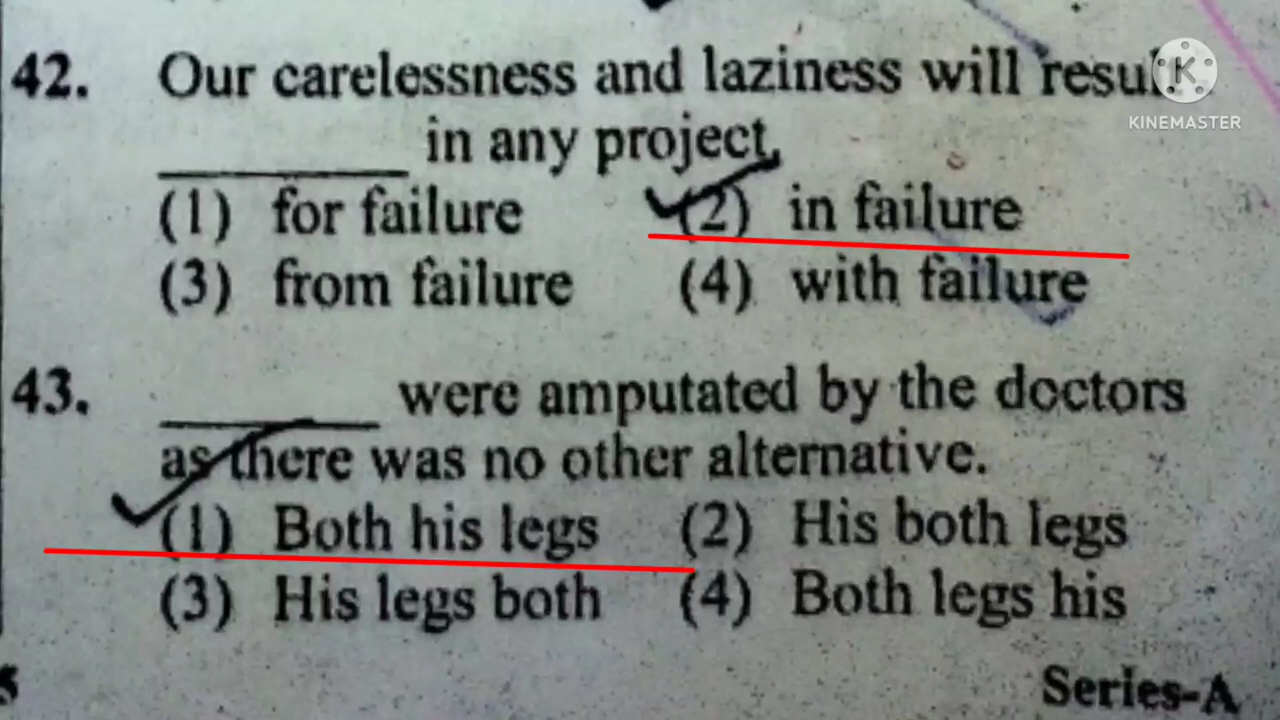 42. Our carelessness and laziness will resul
K
KINEMASTER
________ in any project.
(1) for failure (2) in failure
(3) from failure (4) with failure
43. ________ were amputated by the doctors
as there was no other alternative.
(1) Both his legs (2) His both legs
(3) His legs both (4) Both legs his
5 Series-A